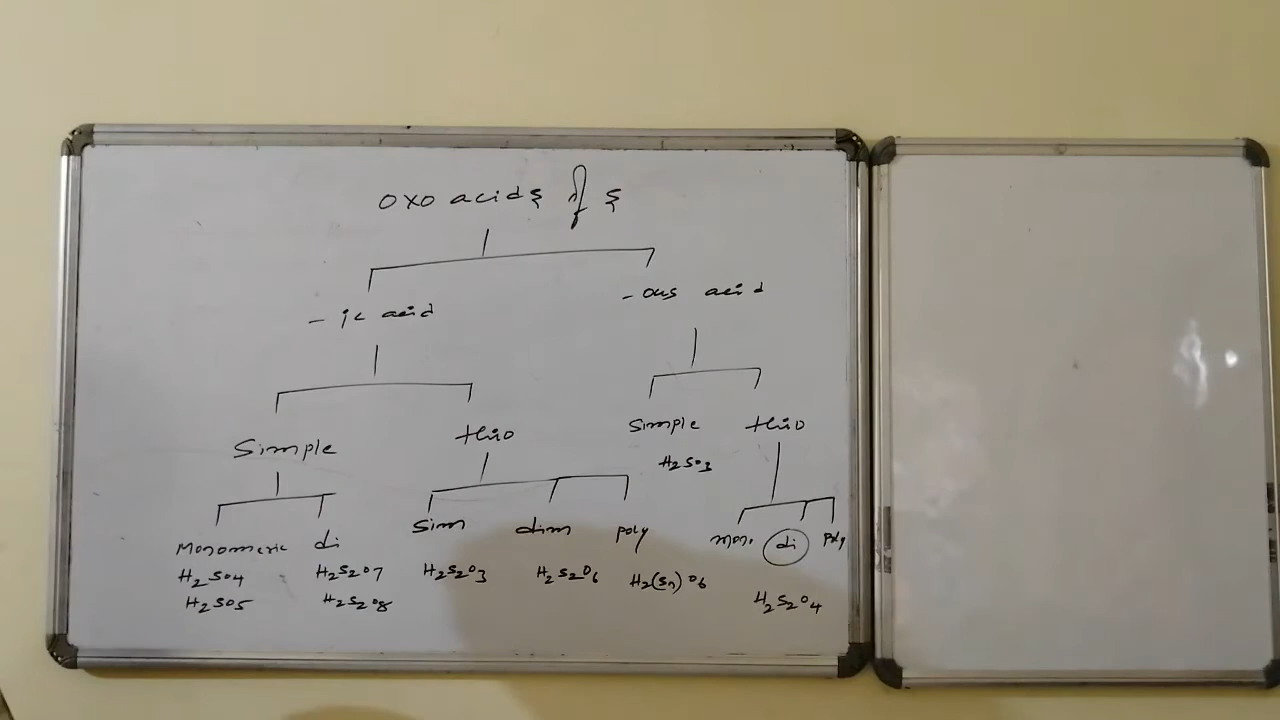 oxo acids of S
- ic acid
- ous acid
Simple
thio
Simple
thio
H₂SO₃
Monomeric
di
Sim
dim
poly
mon.
di
poly
H₂SO₄
H₂S₂O₇
H₂S₂O₃
H₂S₂O₆
H₂(Sn)O₆
H₂SO₅
H₂S₂O₈
H₂S₂O₄